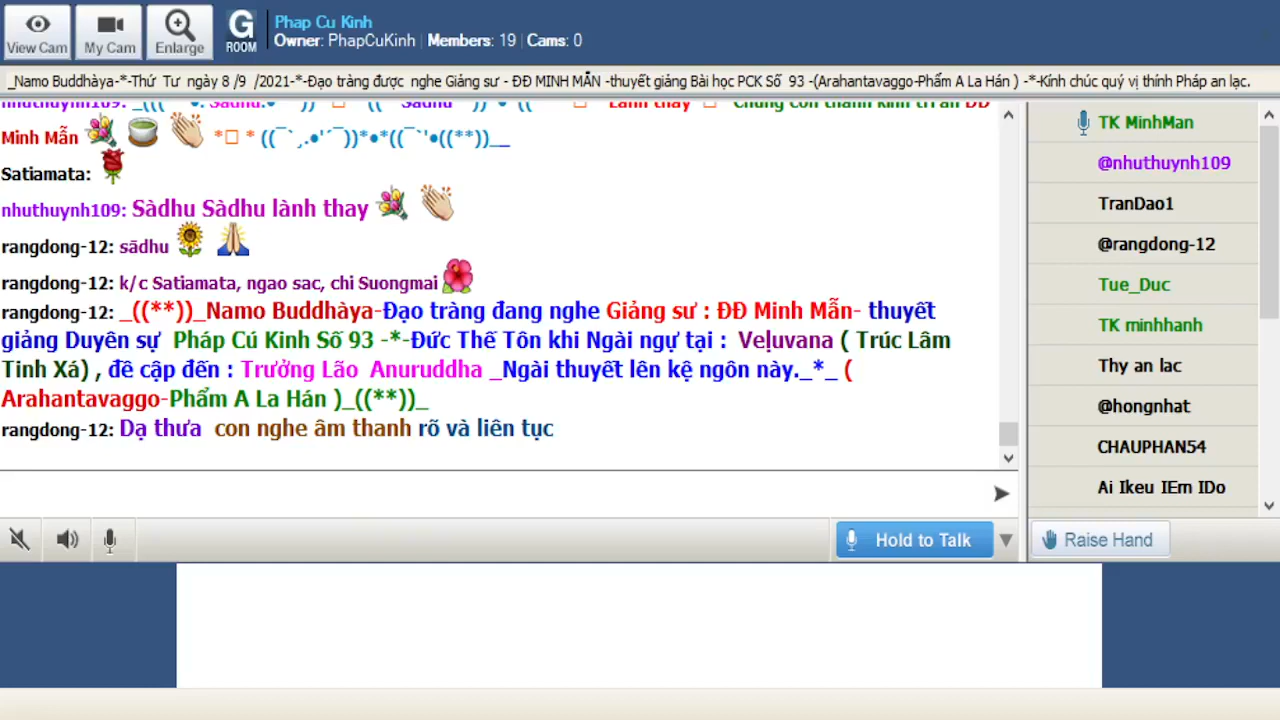 View Cam
My Cam
Enlarge
G
ROOM
Phap Cu Kinh
Owner: PhapCuKinh | Members: 19 | Cams: 0
_Namo Buddhàya-*-Thứ Tư ngày 8 /9 /2021-*-Đạo tràng được nghe Giảng sư - ĐĐ MINH MẪN -thuyết giảng Bài học PCK Số 93 -(Arahantavaggo-Phẩm A La Hán ) -*-Kính chúc quý vị thính Pháp an lạc.
Minh Mẫn
Satiamata:
nhuthuynh109: Sàdhu Sàdhu lành thay
rangdong-12: sādhu
rangdong-12: k/c Satiamata, ngao sac, chi Suongmai
rangdong-12: _((**))_Namo Buddhàya-Đạo tràng đang nghe Giảng sư : ĐĐ Minh Mẫn- thuyết
giảng Duyên sự Pháp Cú Kinh Số 93 -*-Đức Thế Tôn khi Ngài ngự tại : Veḷuvana ( Trúc Lâm
Tinh Xá) , đề cập đến : Trưởng Lão Anuruddha _Ngài thuyết lên kệ ngôn này._*_ (
Arahantavaggo-Phẩm A La Hán )_((**))_
rangdong-12: Dạ thưa con nghe âm thanh rõ và liên tục
TK MinhMan
@nhuthuynh109
TranDao1
@rangdong-12
Tue_Duc
TK minhhanh
Thy an lac
@hongnhat
CHAUPHAN54
Ai Ikeu IEm IDo
Hold to Talk
Raise Hand